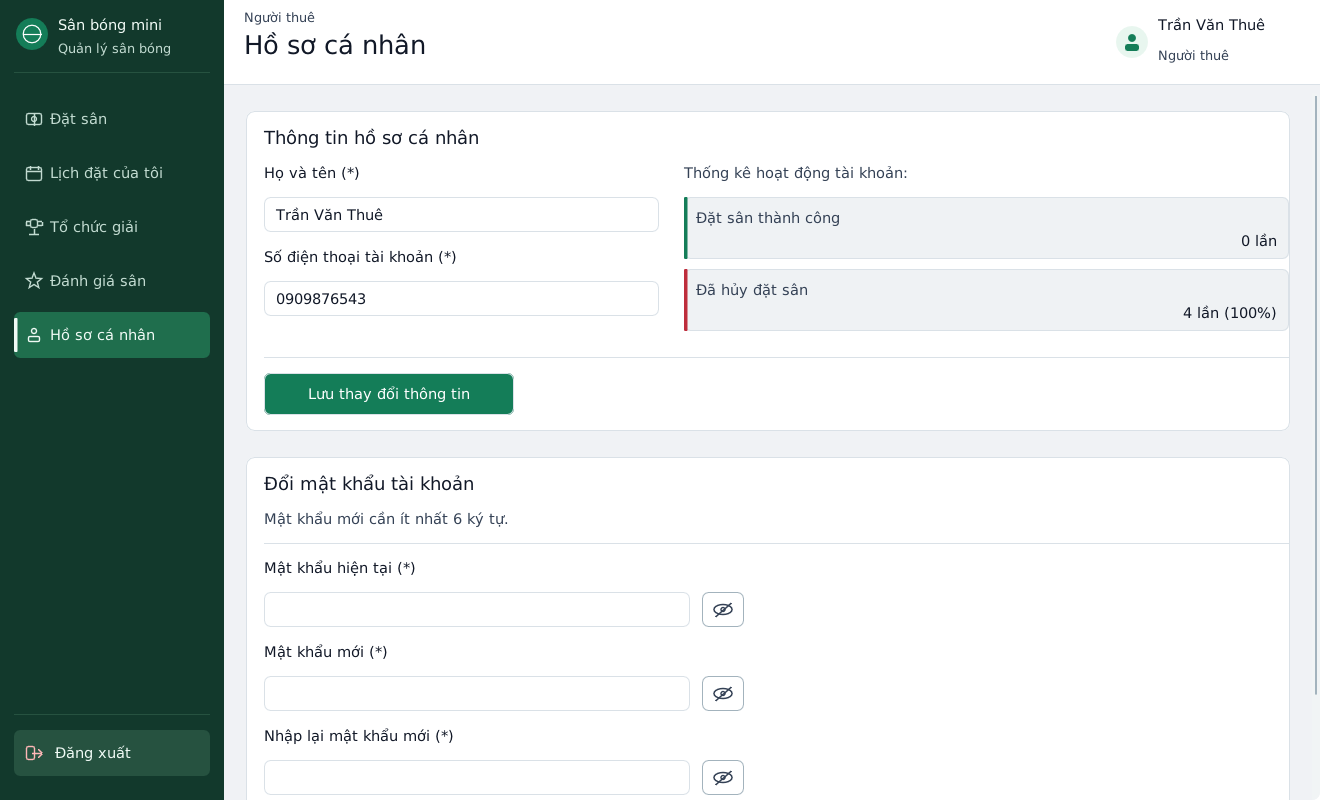 Sân bóng mini
Quản lý sân bóng
Đặt sân
Lịch đặt của tôi
Tổ chức giải
Đánh giá sân
Hồ sơ cá nhân
Đăng xuất
Người thuê
Hồ sơ cá nhân
Trần Văn Thuê
Người thuê
Thông tin hồ sơ cá nhân
Họ và tên (*)
Trần Văn Thuê
Số điện thoại tài khoản (*)
0909876543
Thống kê hoạt động tài khoản:
Đặt sân thành công
0 lần
Đã hủy đặt sân
4 lần (100%)
Lưu thay đổi thông tin
Đổi mật khẩu tài khoản
Mật khẩu mới cần ít nhất 6 ký tự.
Mật khẩu hiện tại (*)
Mật khẩu mới (*)
Nhập lại mật khẩu mới (*)